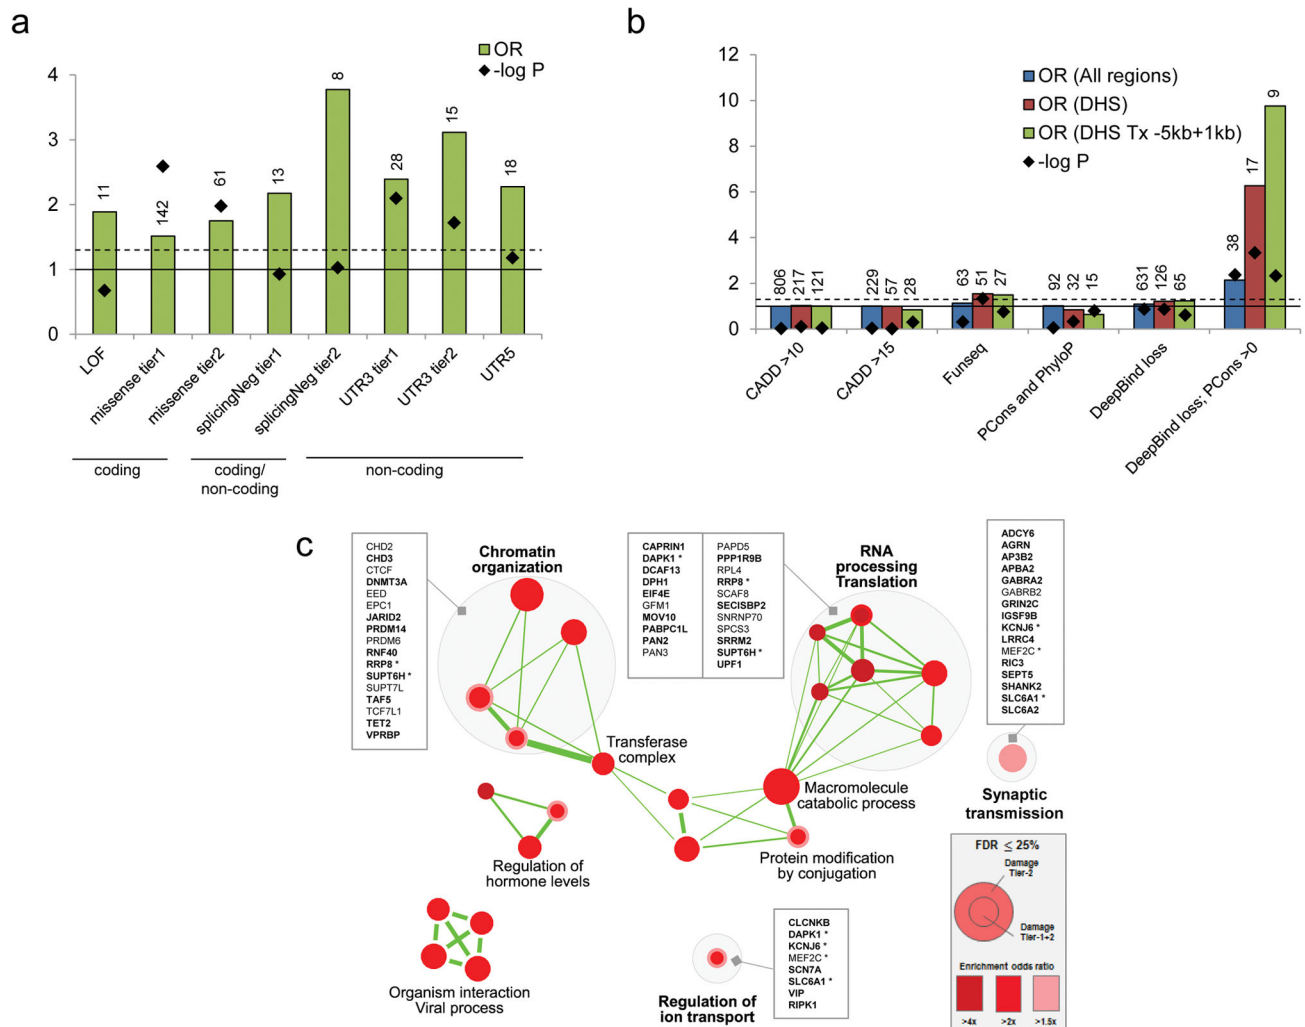 a
OR
-log P
4
3
2
1
0
11
142
61
13
8
28
15
18
LOF
missense tier1
missense tier2
splicingNeg tier1
splicingNeg tier2
UTR3 tier1
UTR3 tier2
UTR5
coding
coding/
non-coding
non-coding
b
12
10
8
6
4
2
0
OR (All regions)
OR (DHS)
OR (DHS Tx -5kb+1kb)
-log P
806
217
121
229
57
28
63
51
27
92
32
15
631
126
65
38
17
9
CADD >10
CADD >15
Funseq
PCons and PhyloP
DeepBind loss
DeepBind loss; PCons >0
c
CHD2
CHD3
CTCF
DNMT3A
EED
EPC1
JARID2
PRDM14
PRDM6
RNF40
RRP8 *
SUPT6H *
SUPT7L
TAF5
TCF7L1
TET2
VPRBP
Chromatin
organization
CAPRIN1
DAPK1 *
DCAF13
DPH1
EIF4E
GFM1
MOV10
PABPC1L
PAN2
PAN3
PAPD5
PPP1R9B
RPL4
RRP8 *
SCAF8
SECISBP2
SNRNP70
SPCS3
SRRM2
SUPT6H *
UPF1
RNA
processing
Translation
ADCY6
AGRN
AP3B2
APBA2
GABRA2
GABRB2
GRIN2C
IGSF9B
KCNJ6 *
LRRC4
MEF2C *
RIC3
SEPT5
SHANK2
SLC6A1 *
SLC6A2
Synaptic
transmission
Transferase
complex
Macromolecule
catabolic process
Protein modification
by conjugation
Regulation of
hormone levels
Organism interaction
Viral process
Regulation of
ion transport
CLCNKB
DAPK1 *
KCNJ6 *
MEF2C *
SCN7A
SLC6A1 *
VIP
RIPK1
FDR ≤ 25%
Damage
Tier-2
Damage
Tier-1+2
Enrichment odds ratio
>4x
>2x
>1.5x